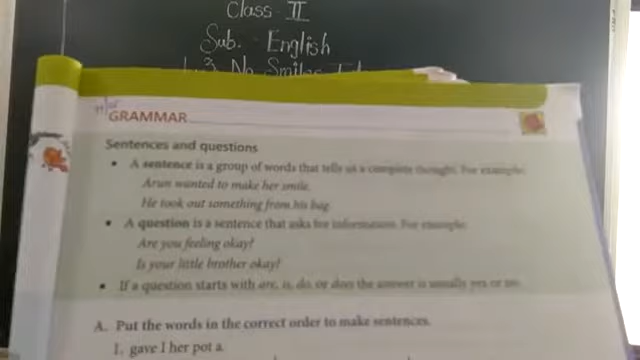 Class - II
Sub. - English
L-3 No Smiles
GRAMMAR
Sentences and questions
• A sentence is a group of words that tells us a complete thought. For example:
Arun wanted to make her smile.
He took out something from his bag.
• A question is a sentence that asks for information. For example:
Are you feeling okay?
Is your little brother okay?
• If a question starts with are, is, do, or does the answer is usually yes or no.
A. Put the words in the correct order to make sentences.
1. gave I her pot a.